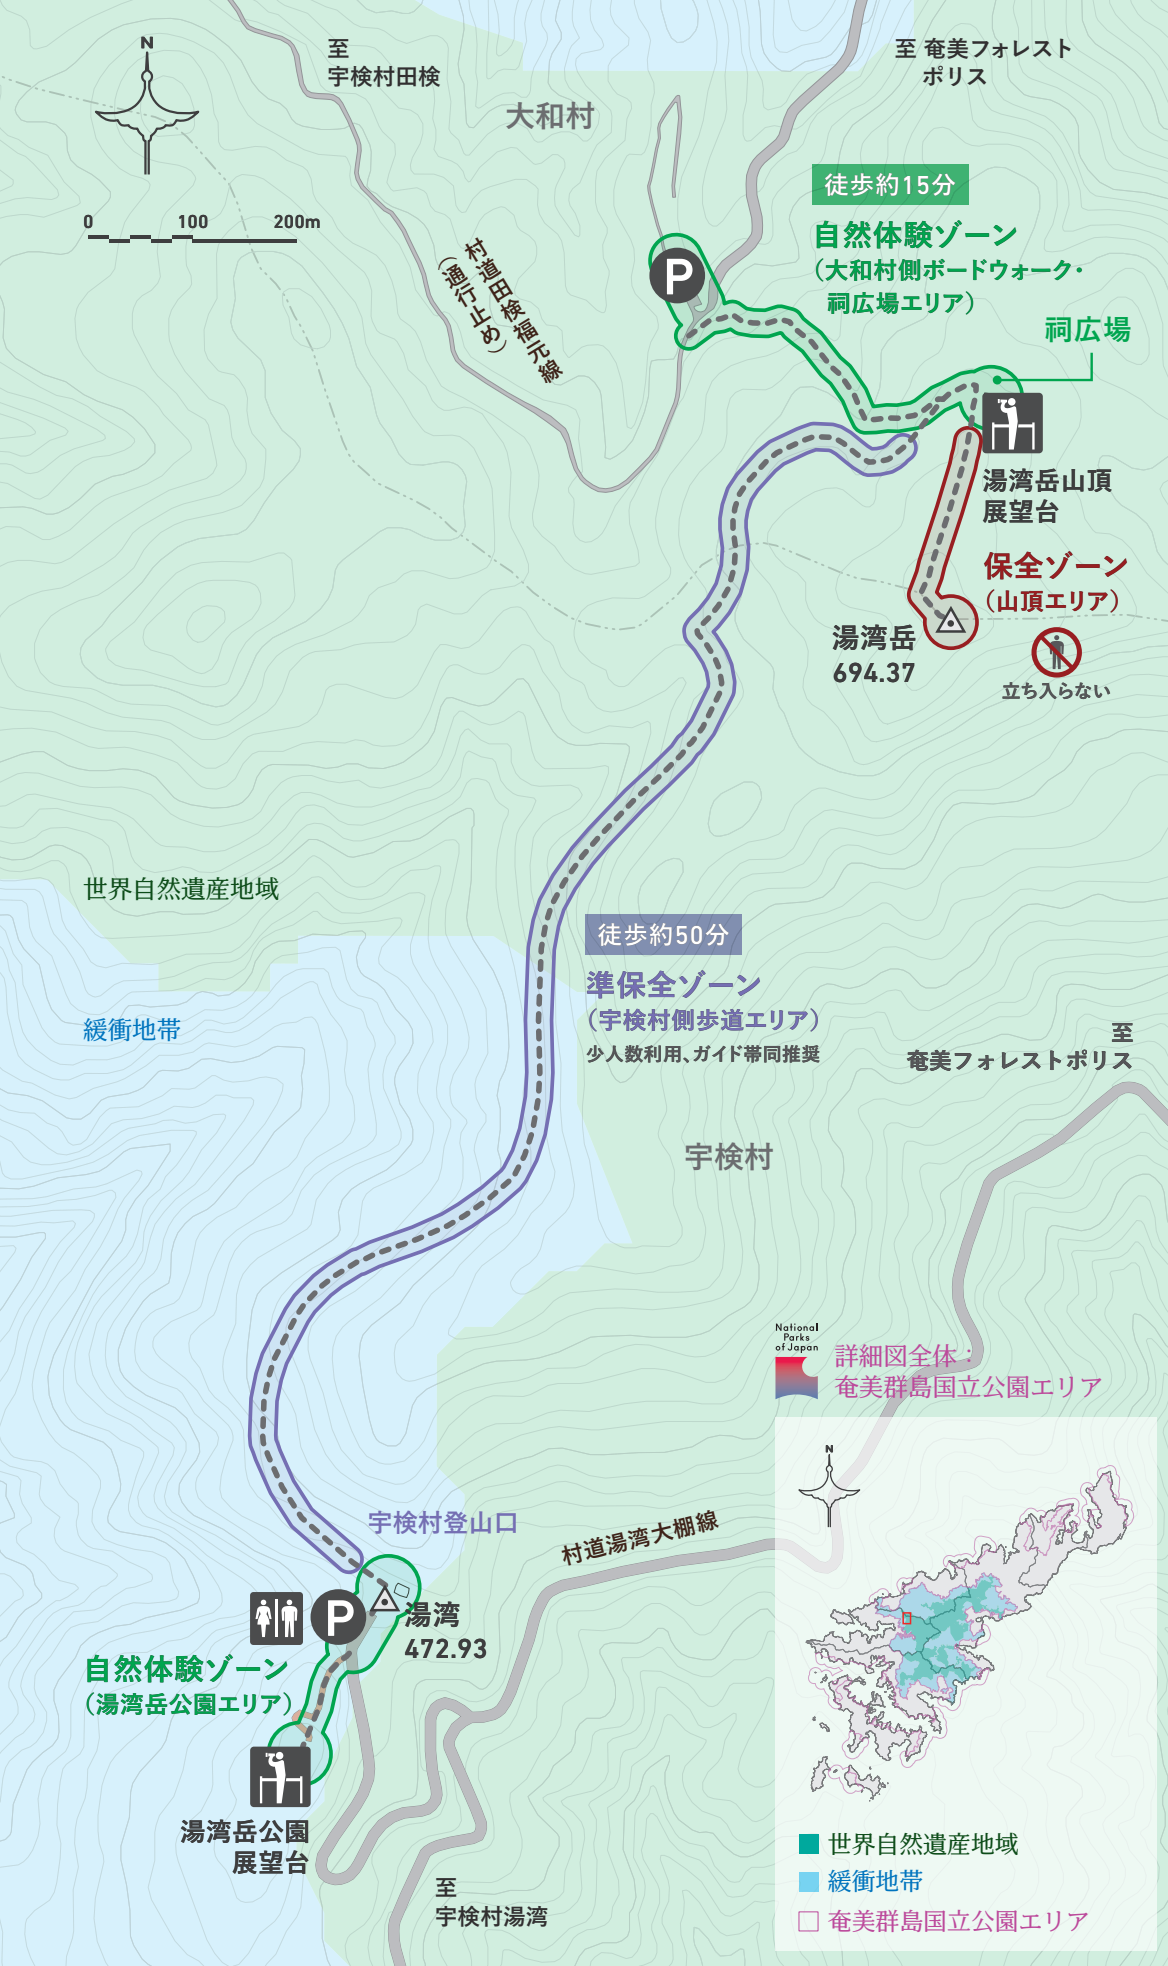 N
0 100 200m
至
宇検村田検
大和村
至 奄美フォレスト
ポリス
徒歩約15分
自然体験ゾーン
（大和村側ボードウォーク・
祠広場エリア）
祠広場
村道田検福元線
（通行止め）
P
湯湾岳山頂
展望台
保全ゾーン
（山頂エリア）
湯湾岳
694.37
立ち入らない
世界自然遺産地域
緩衝地帯
徒歩約50分
準保全ゾーン
（宇検村側歩道エリア）
少人数利用、ガイド帯同推奨
至
奄美フォレストポリス
宇検村
National
Parks
of Japan
詳細図全体：
奄美群島国立公園エリア
N
宇検村登山口
村道湯湾大棚線
P
湯湾
472.93
自然体験ゾーン
（湯湾岳公園エリア）
湯湾岳公園
展望台
至
宇検村湯湾
世界自然遺産地域
緩衝地帯
奄美群島国立公園エリア